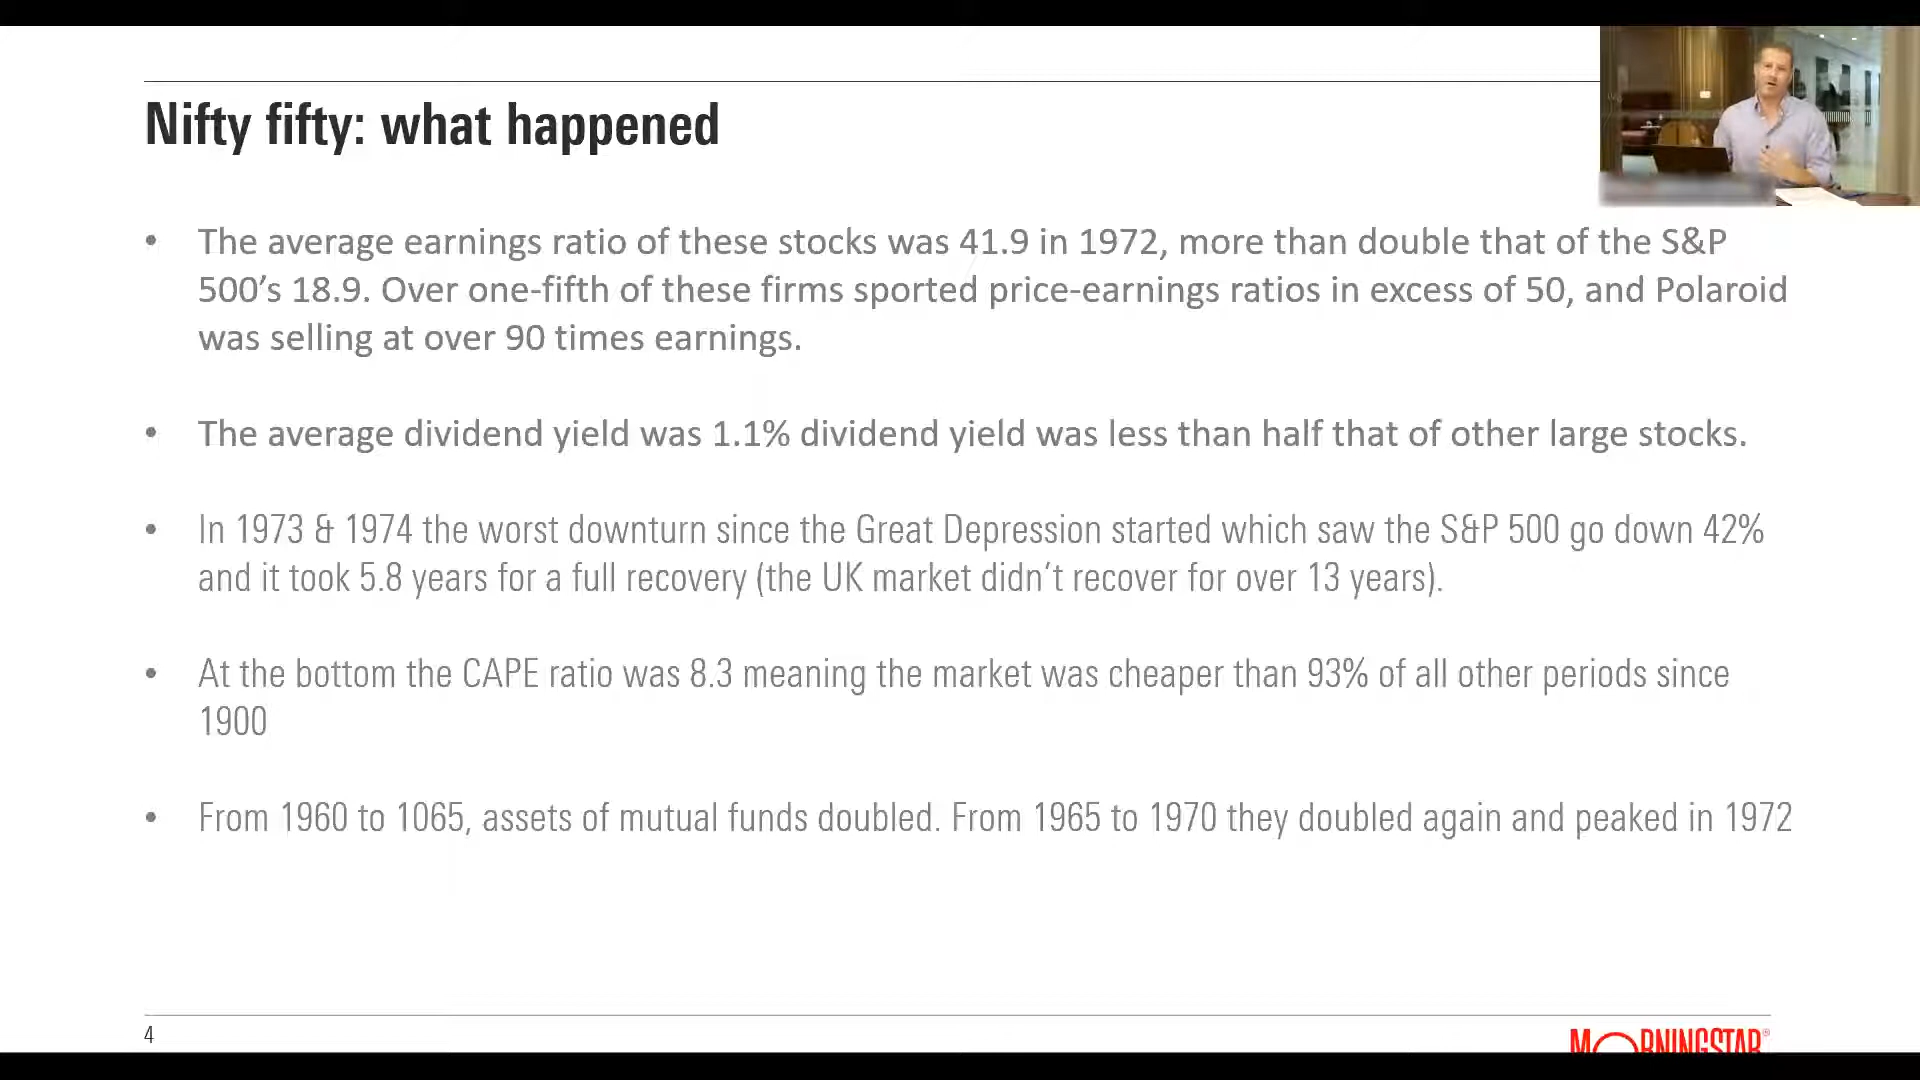 Nifty fifty: what happened
• The average earnings ratio of these stocks was 41.9 in 1972, more than double that of the S&P
500’s 18.9. Over one-fifth of these firms sported price-earnings ratios in excess of 50, and Polaroid
was selling at over 90 times earnings.
• The average dividend yield was 1.1% dividend yield was less than half that of other large stocks.
• In 1973 & 1974 the worst downturn since the Great Depression started which saw the S&P 500 go down 42%
and it took 5.8 years for a full recovery (the UK market didn’t recover for over 13 years).
• At the bottom the CAPE ratio was 8.3 meaning the market was cheaper than 93% of all other periods since
1900
• From 1960 to 1065, assets of mutual funds doubled. From 1965 to 1970 they doubled again and peaked in 1972
4
MORNINGSTAR®